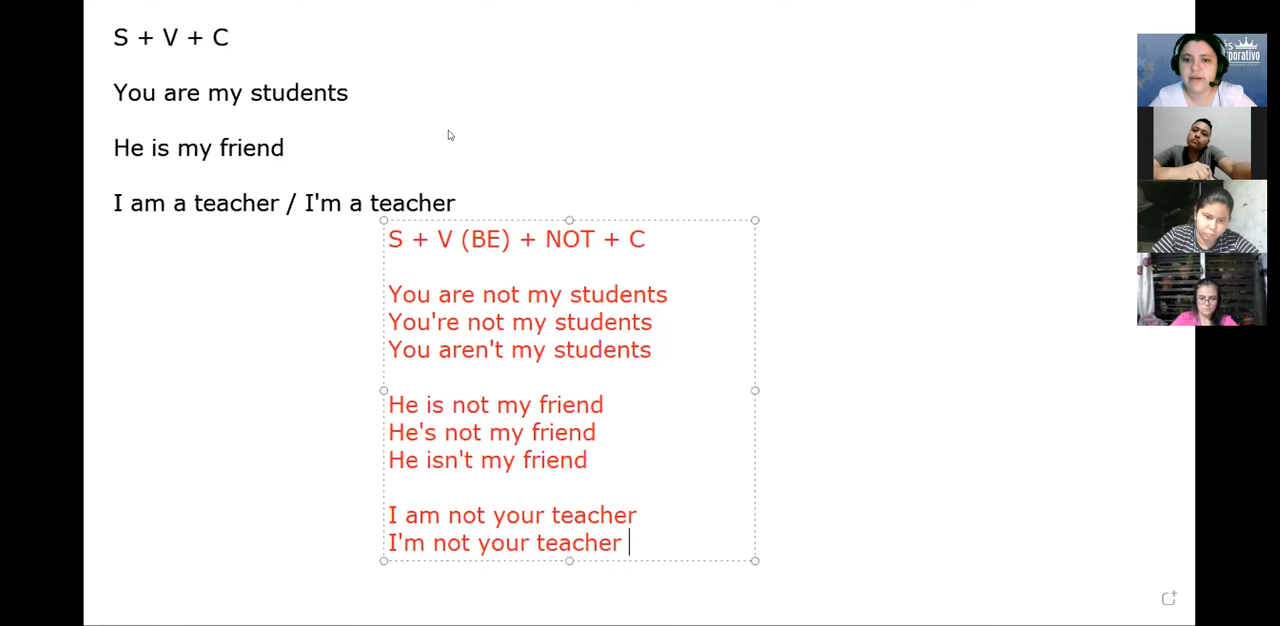 S + V + C
You are my students
He is my friend
I am a teacher / I'm a teacher
S + V (BE) + NOT + C
You are not my students
You're not my students
You aren't my students
He is not my friend
He's not my friend
He isn't my friend
I am not your teacher
I'm not your teacher